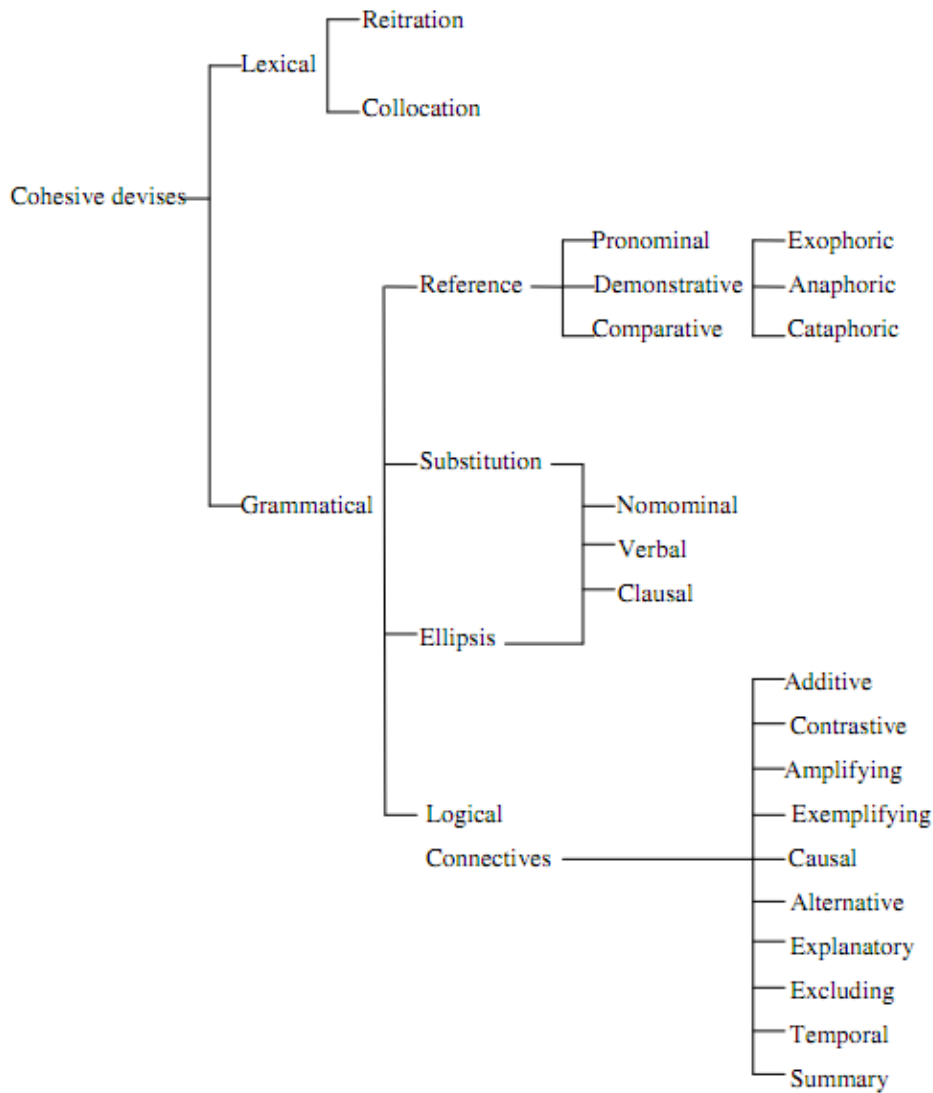 Reitration
Lexical
Collocation
Cohesive devises
Pronominal
Exophoric
Reference
Demonstrative
Anaphoric
Comparative
Cataphoric
Substitution
Grammatical
Nomominal
Verbal
Clausal
Ellipsis
Additive
Contrastive
Amplifying
Logical
Exemplifying
Connectives
Causal
Alternative
Explanatory
Excluding
Temporal
Summary